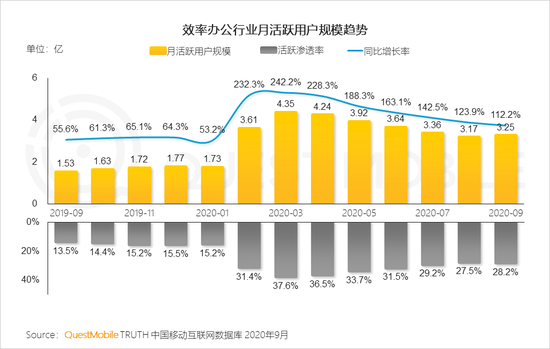 效率办公行业月活跃用户规模趋势
单位：亿
月活跃用户规模 活跃渗透率 同比增长率
6
4
2
0
55.6% 61.3% 65.1% 64.3% 53.2% 232.3% 242.2% 228.3% 188.3% 163.1% 142.5% 123.9% 112.2%
1.53 1.63 1.72 1.77 1.73 3.61 4.35 4.24 3.92 3.64 3.36 3.17 3.25
2019-09 2019-11 2020-01 2020-03 2020-05 2020-07 2020-09
0%
20%
40%
13.5% 14.4% 15.2% 15.5% 15.2% 31.4% 37.6% 36.5% 33.7% 31.5% 29.2% 27.5% 28.2%
QUESTMOBILE
Source：QuestMobile TRUTH 中国移动互联网数据库 2020年9月